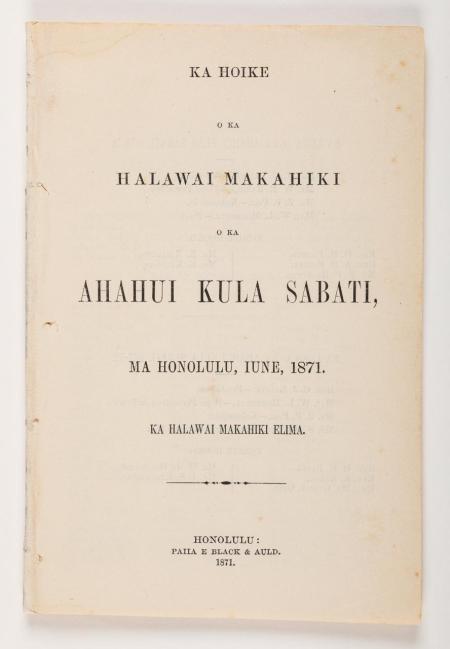 KA HOIKE
O KA
HALAWAI MAKAHIKI
O KA
AHAHUI KULA SABATI,
MA HONOLULU, IUNE, 1871.
KA HALAWAI MAKAHIKI ELIMA.
HONOLULU:
PAIIA E BLACK & AULD.
1871.